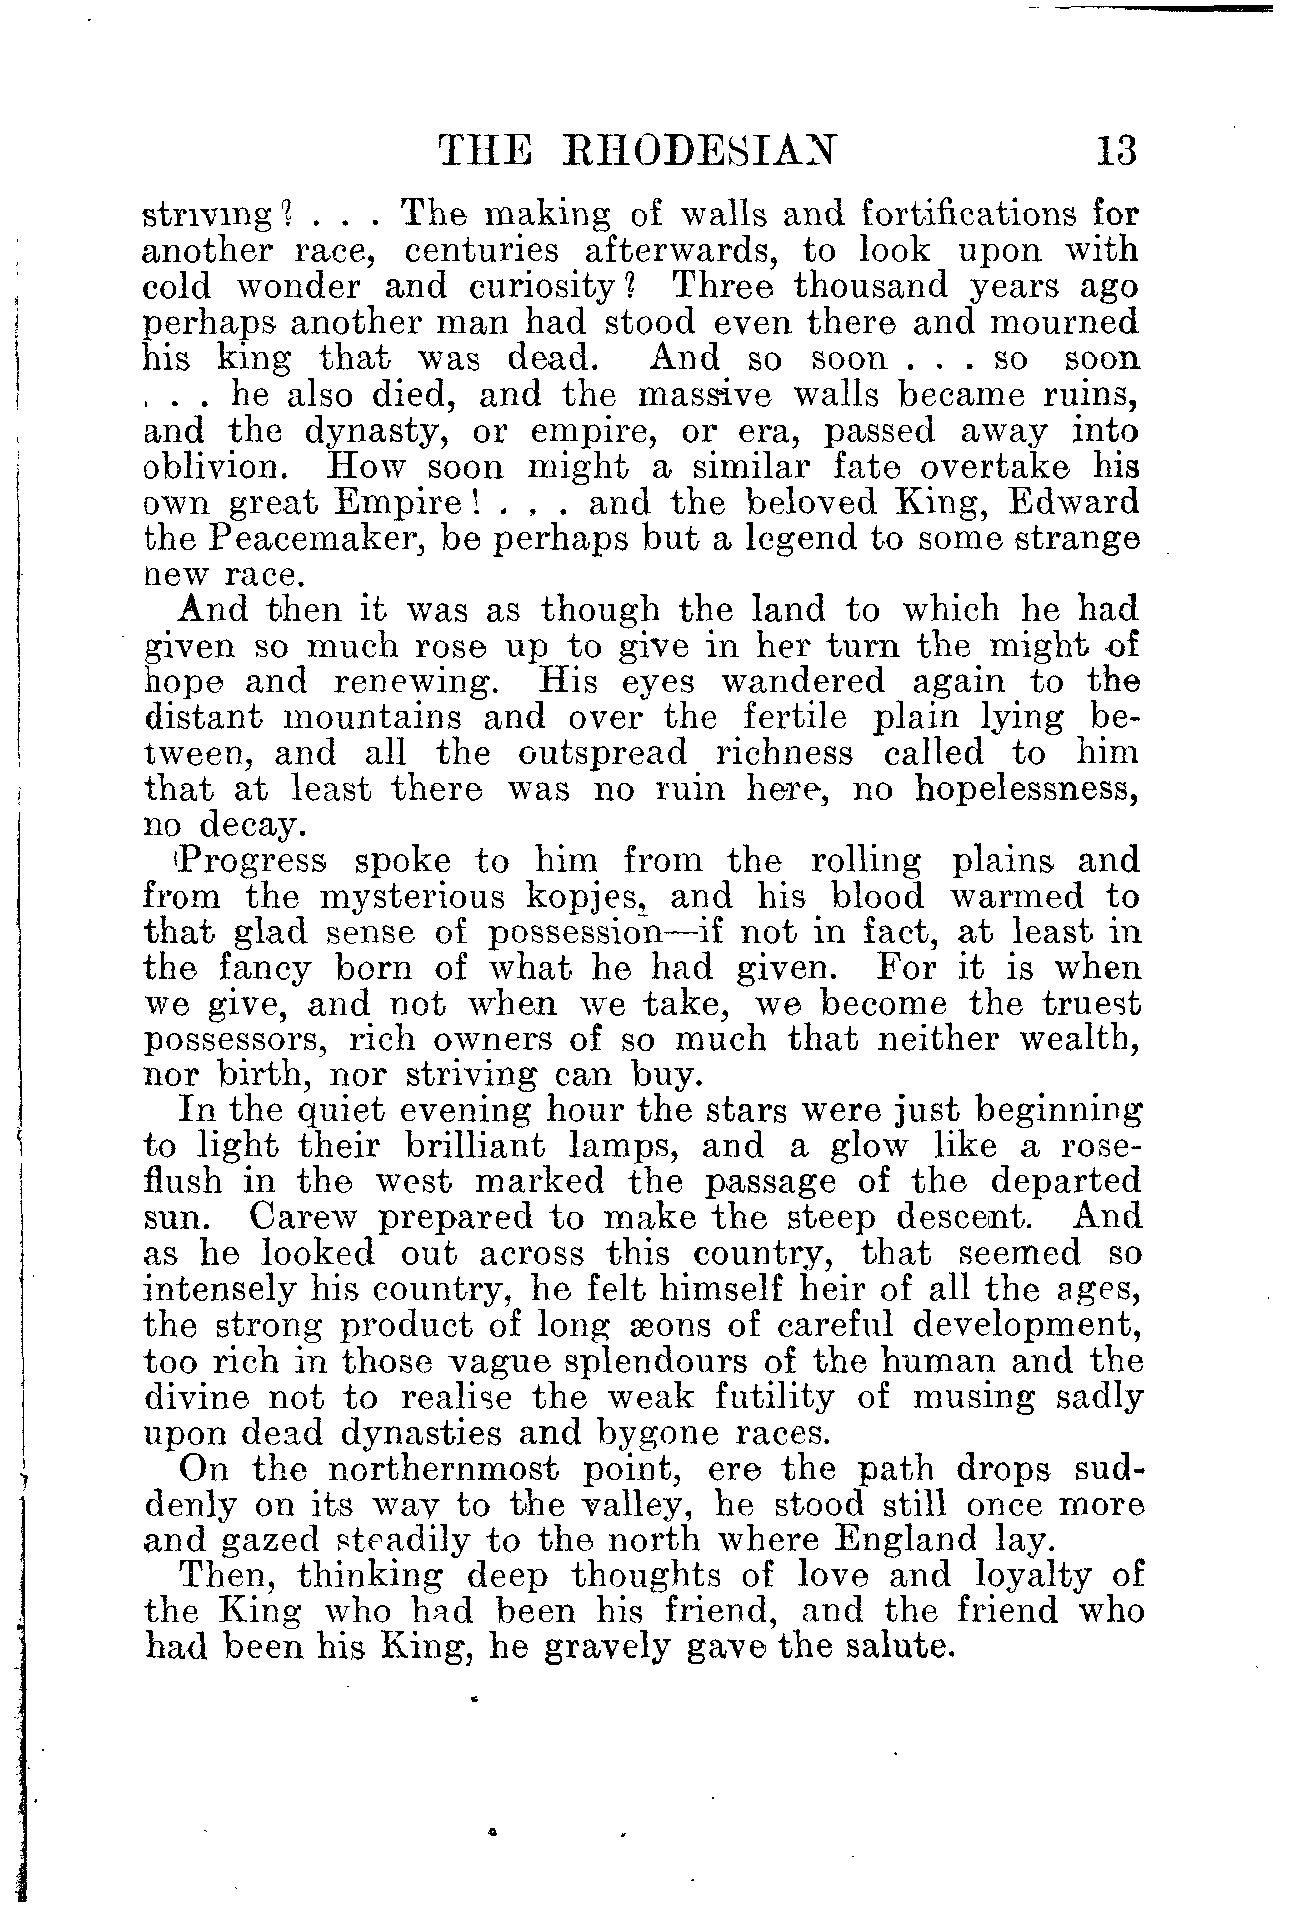 THE RHODESIAN 13
striving? . . . The making of walls and fortifications for
another race, centuries afterwards, to look upon with
cold wonder and curiosity? Three thousand years ago
perhaps another man had stood even there and mourned
his king that was dead. And so soon . . . so soon
. . . he also died, and the massive walls became ruins,
and the dynasty, or empire, or era, passed away into
oblivion. How soon might a similar fate overtake his
own great Empire! . . . and the beloved King, Edward
the Peacemaker, be perhaps but a legend to some strange
new race.
And then it was as though the land to which he had
given so much rose up to give in her turn the might of
hope and renewing. His eyes wandered again to the
distant mountains and over the fertile plain lying be-
tween, and all the outspread richness called to him
that at least there was no ruin here, no hopelessness,
no decay.
Progress spoke to him from the rolling plains and
from the mysterious kopjes, and his blood warmed to
that glad sense of possession—if not in fact, at least in
the fancy born of what he had given. For it is when
we give, and not when we take, we become the truest
possessors, rich owners of so much that neither wealth,
nor birth, nor striving can buy.
In the quiet evening hour the stars were just beginning
to light their brilliant lamps, and a glow like a rose-
flush in the west marked the passage of the departed
sun. Carew prepared to make the steep descent. And
as he looked out across this country, that seemed so
intensely his country, he felt himself heir of all the ages,
the strong product of long æons of careful development,
too rich in those vague splendours of the human and the
divine not to realise the weak futility of musing sadly
upon dead dynasties and bygone races.
On the northernmost point, ere the path drops sud-
denly on its way to the valley, he stood still once more
and gazed steadily to the north where England lay.
Then, thinking deep thoughts of love and loyalty of
the King who had been his friend, and the friend who
had been his King, he gravely gave the salute.